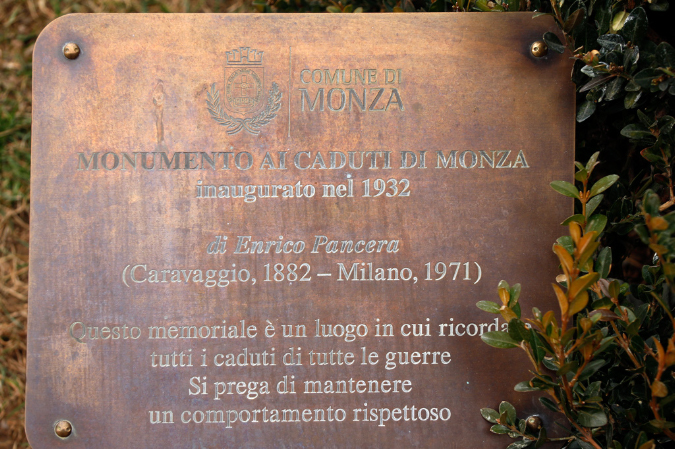 COMUNE DI
MONZA
MONUMENTO AI CADUTI DI MONZA
inaugurato nel 1932
di Enrico Pancera
(Caravaggio, 1882 – Milano, 1971)
Questo memoriale è un luogo in cui ricorda
tutti i caduti di tutte le guerre
Si prega di mantenere
un comportamento rispettoso